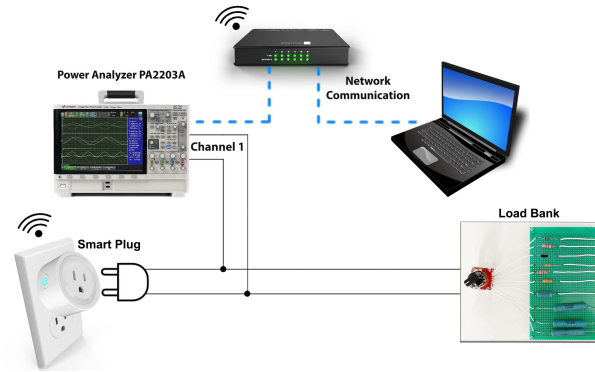 Power Analyzer PA2203A
Network
Communication
Channel 1
Load Bank
Smart Plug